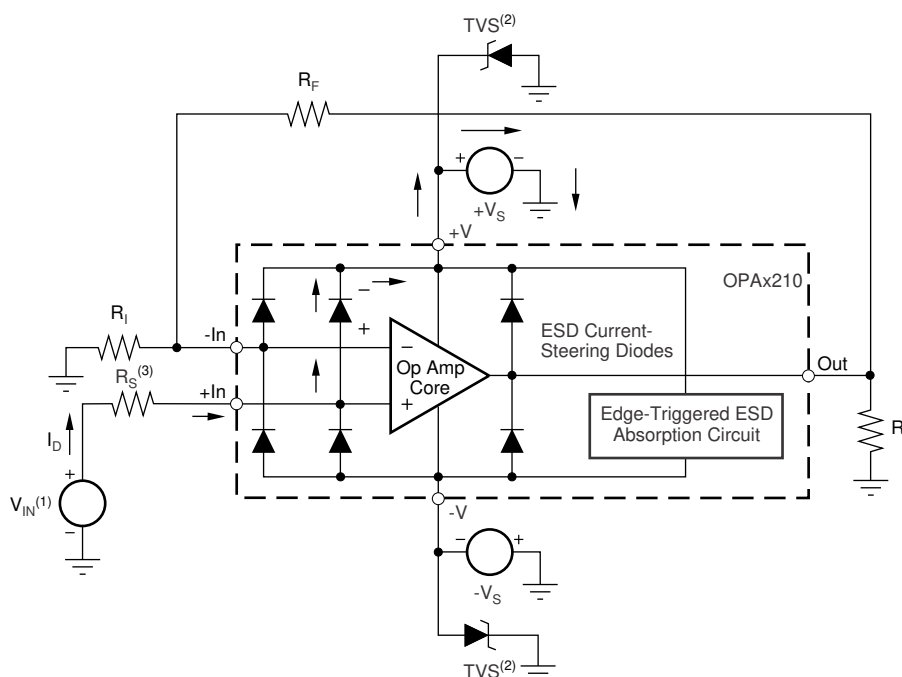 TVS(2)
RF
+ −
+VS
+V
OPAx210
−
+
RI
-In
−
ESD Current-
Steering Diodes
Op Amp
Core
Out
RS(3)
+In
+
Edge-Triggered ESD
Absorption Circuit
R
ID
+
VIN(1)
−
-V
− +
-VS
TVS(2)